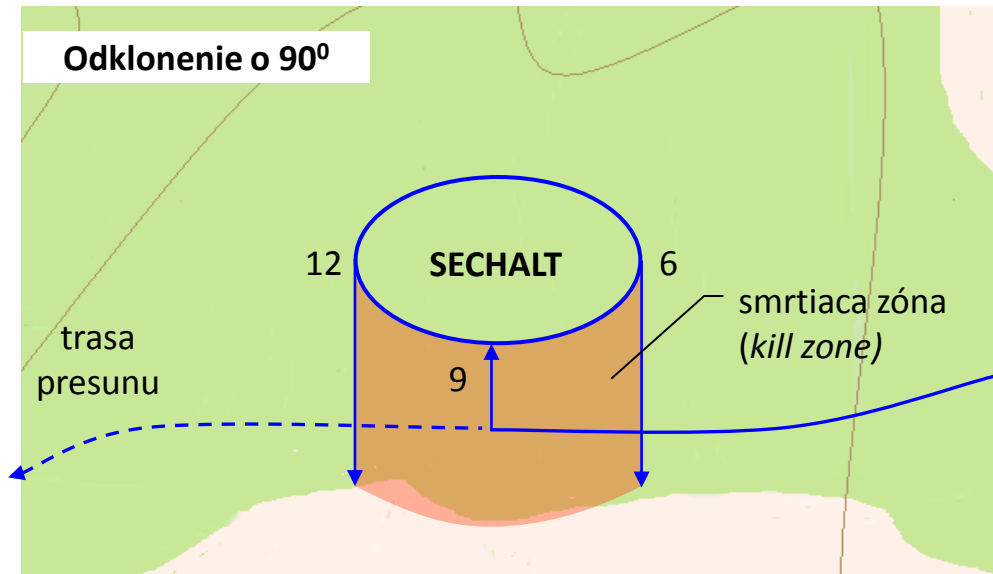 Odklonenie o 90⁰
12
SECHALT
6
smrtiaca zóna
(kill zone)
trasa
presunu
9